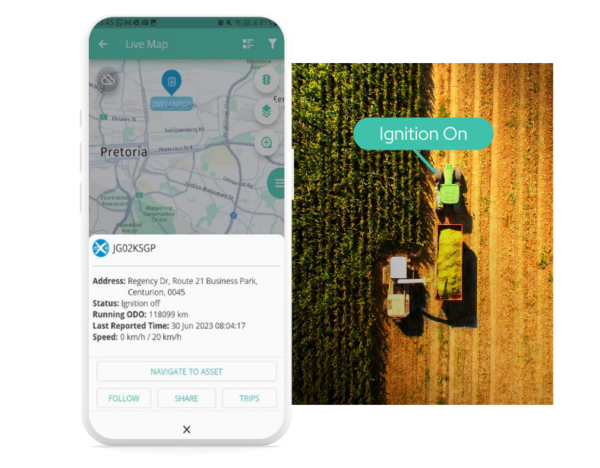 Live Map
Pretoria
JG02KSGP
Address: Regency Dr, Route 21 Business Park,
Centurion, 0045
Status: Ignition off
Running ODO: 118099 km
Last Reported Time: 30 Jun 2023 08:04:17
Speed: 0 km/h / 20 km/h
NAVIGATE TO ASSET
FOLLOW SHARE TRIPS
X
Ignition On